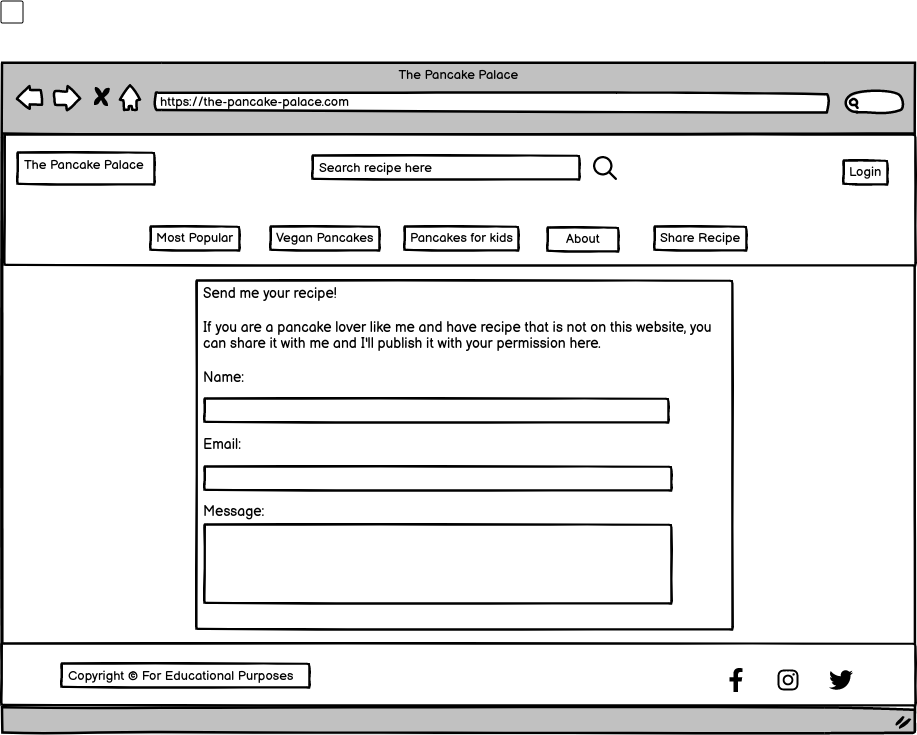 The Pancake Palace
https://the-pancake-palace.com
The Pancake Palace
Search recipe here
Login
Most Popular
Vegan Pancakes
Pancakes for kids
About
Share Recipe
Send me your recipe!
If you are a pancake lover like me and have recipe that is not on this website, you
can share it with me and I'll publish it with your permission here.
Name:
Email:
Message:
Copyright © For Educational Purposes